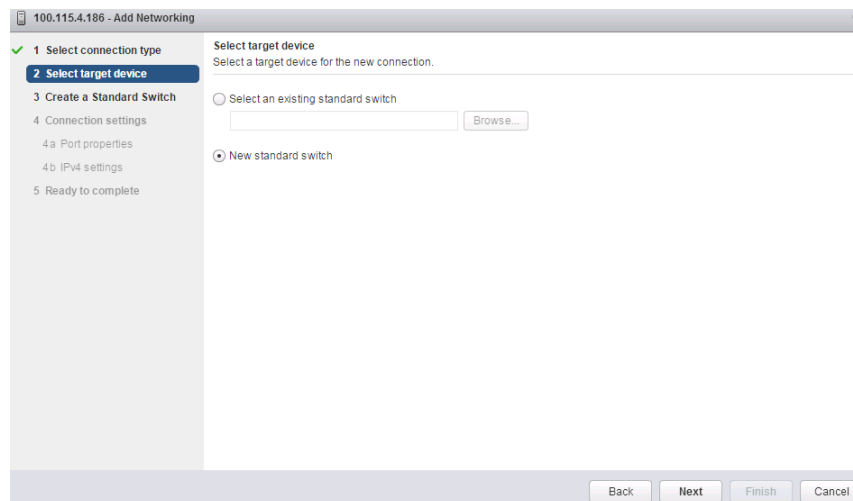 100.115.4.186 - Add Networking
1 Select connection type
2 Select target device
3 Create a Standard Switch
4 Connection settings
4a Port properties
4b IPv4 settings
5 Ready to complete
Select target device
Select a target device for the new connection.
Select an existing standard switch
Browse...
New standard switch
Back Next Finish Cancel